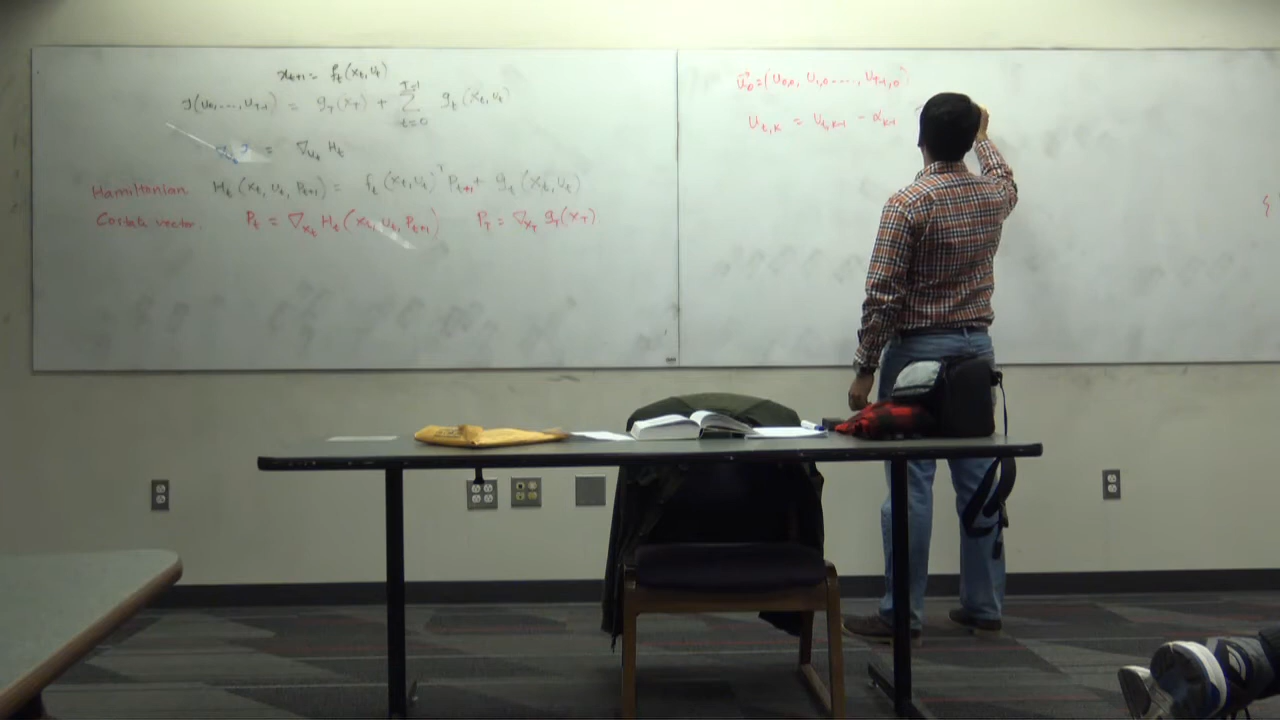 x_{t+1} = f_t(x_t, u_t)
J(u_0, ..., u_{T-1}) = g_T(x_T) + \sum_{t=0}^{T-1} g_t(x_t, u_t)
= ∇_{u_t} H_t
Hamiltonian H_t(x_t, u_t, P_{t+1}) = f_t(x_t, u_t)^T P_{t+1} + g_t(x_t, u_t)
Costate vector. P_t = ∇_{x_t} H_t(x_t, u_t, P_{t+1}) P_T = ∇_{x_T} g_T(x_T)
\vec{u}_0 = (u_{0,0}, u_{1,0}, ...., u_{T-1,0})
u_{t,k} = u_{t,k-1} - α_{k-1}